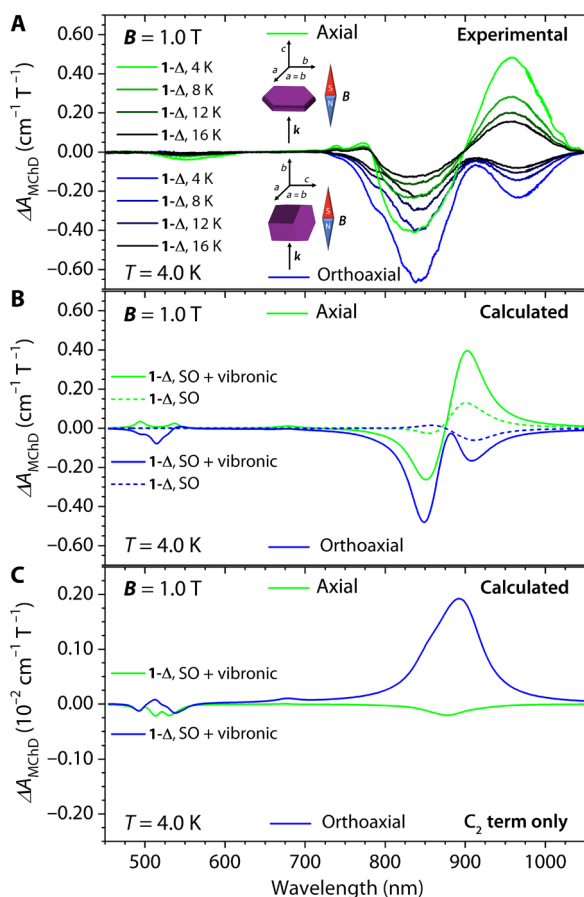 A
B = 1.0 T
Axial
Experimental
1-Δ, 4 K
1-Δ, 8 K
1-Δ, 12 K
1-Δ, 16 K
c
a
b
a = b
S
N
B
k
1-Δ, 4 K
1-Δ, 8 K
1-Δ, 12 K
1-Δ, 16 K
b
a
c
a = b
S
N
B
k
T = 4.0 K
Orthoaxial
0.60
0.40
0.20
0.00
−0.20
−0.40
−0.60
ΔA_MChD (cm⁻¹ T⁻¹)
B
B = 1.0 T
Axial
Calculated
1-Δ, SO + vibronic
1-Δ, SO
1-Δ, SO + vibronic
1-Δ, SO
T = 4.0 K
Orthoaxial
0.60
0.40
0.20
0.00
−0.20
−0.40
−0.60
ΔA_MChD (cm⁻¹ T⁻¹)
C
B = 1.0 T
Axial
Calculated
1-Δ, SO + vibronic
1-Δ, SO + vibronic
T = 4.0 K
Orthoaxial
C₂ term only
0.20
0.10
0.00
−0.10
−0.20
ΔA_MChD (10⁻² cm⁻¹ T⁻¹)
500 600 700 800 900 1000
Wavelength (nm)